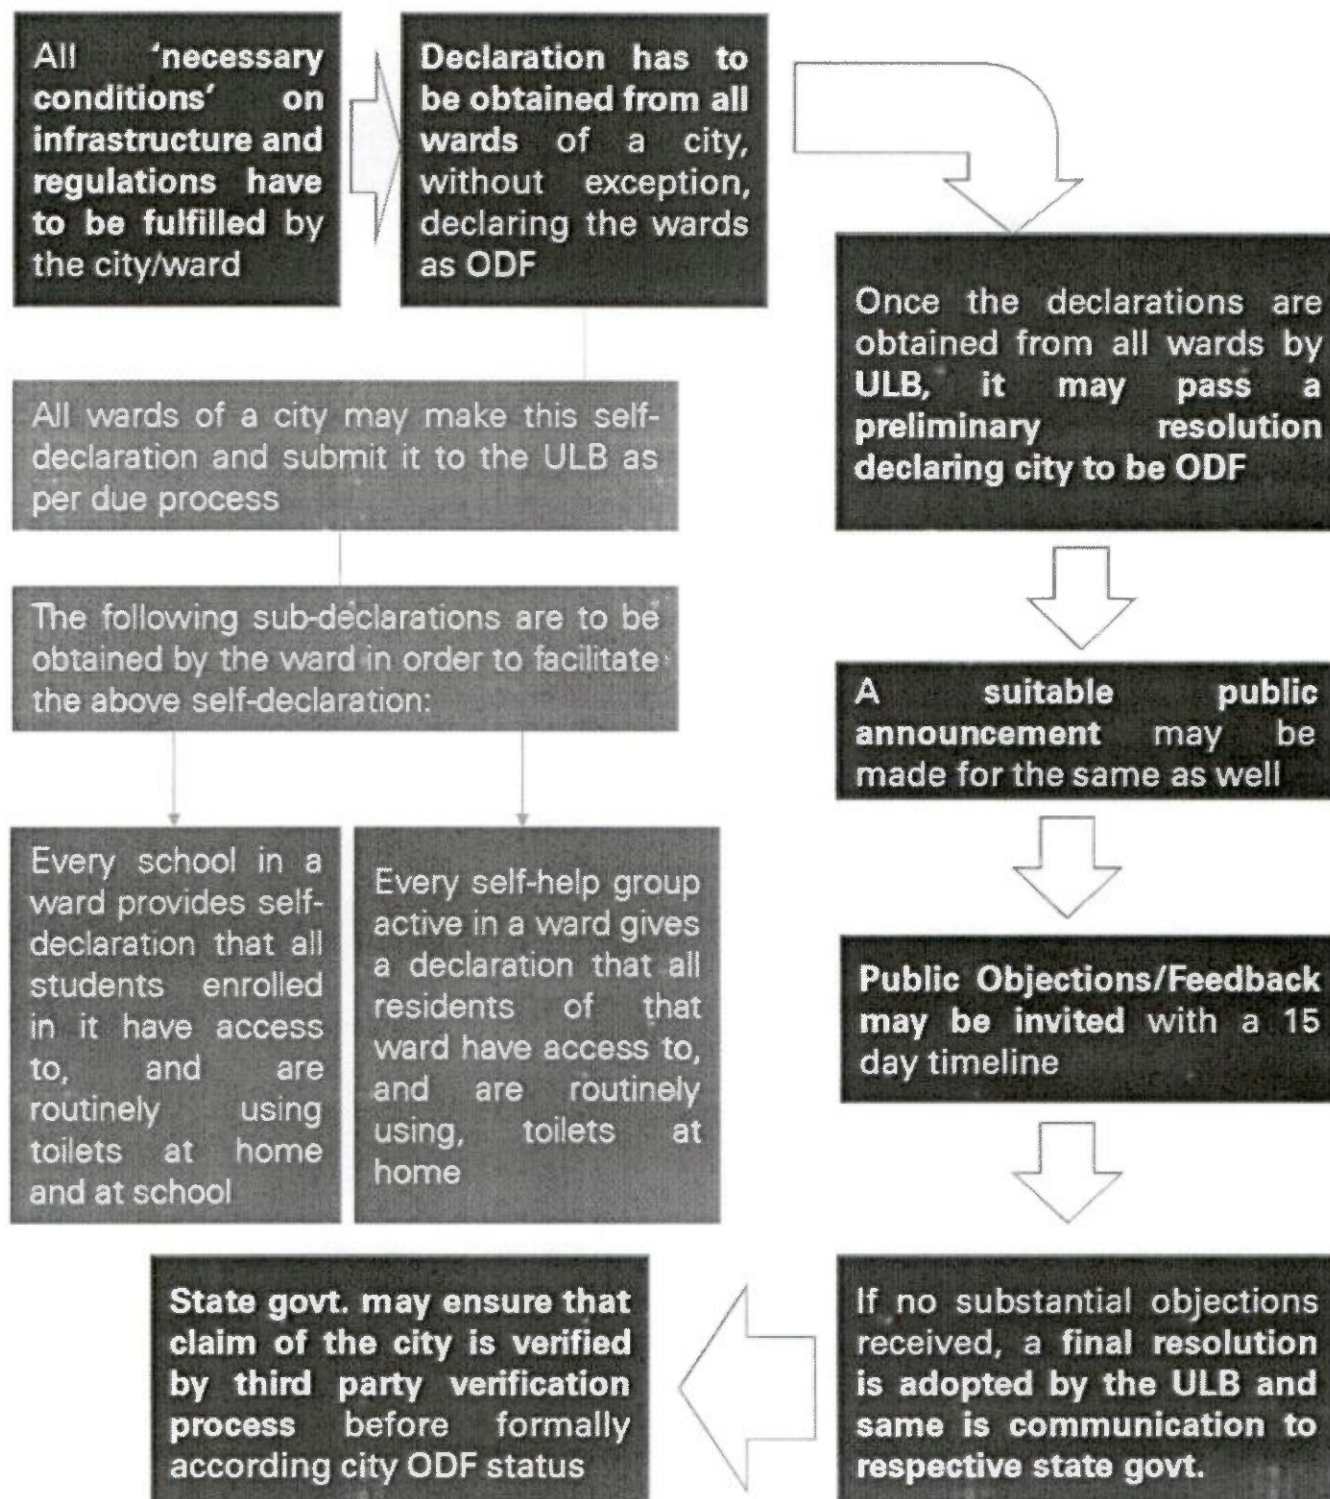 All 'necessary
conditions' on
infrastructure and
regulations have
to be fulfilled by
the city/ward
Declaration has to
be obtained from all
wards of a city,
without exception,
declaring the wards
as ODF
Once the declarations are
obtained from all wards by
ULB, it may pass a
preliminary resolution
declaring city to be ODF
All wards of a city may make this self-
declaration and submit it to the ULB as
per due process
The following sub-declarations are to be
obtained by the ward in order to facilitate
the above self-declaration:
Every school in a
ward provides self-
declaration that all
students enrolled
in it have access
to, and are
routinely using
toilets at home
and at school
Every self-help group
active in a ward gives
a declaration that all
residents of that
ward have access to,
and are routinely
using, toilets at
home
A suitable public
announcement may be
made for the same as well
Public Objections/Feedback
may be invited with a 15
day timeline
If no substantial objections
received, a final resolution
is adopted by the ULB and
same is communication to
respective state govt.
State govt. may ensure that
claim of the city is verified
by third party verification
process before formally
according city ODF status